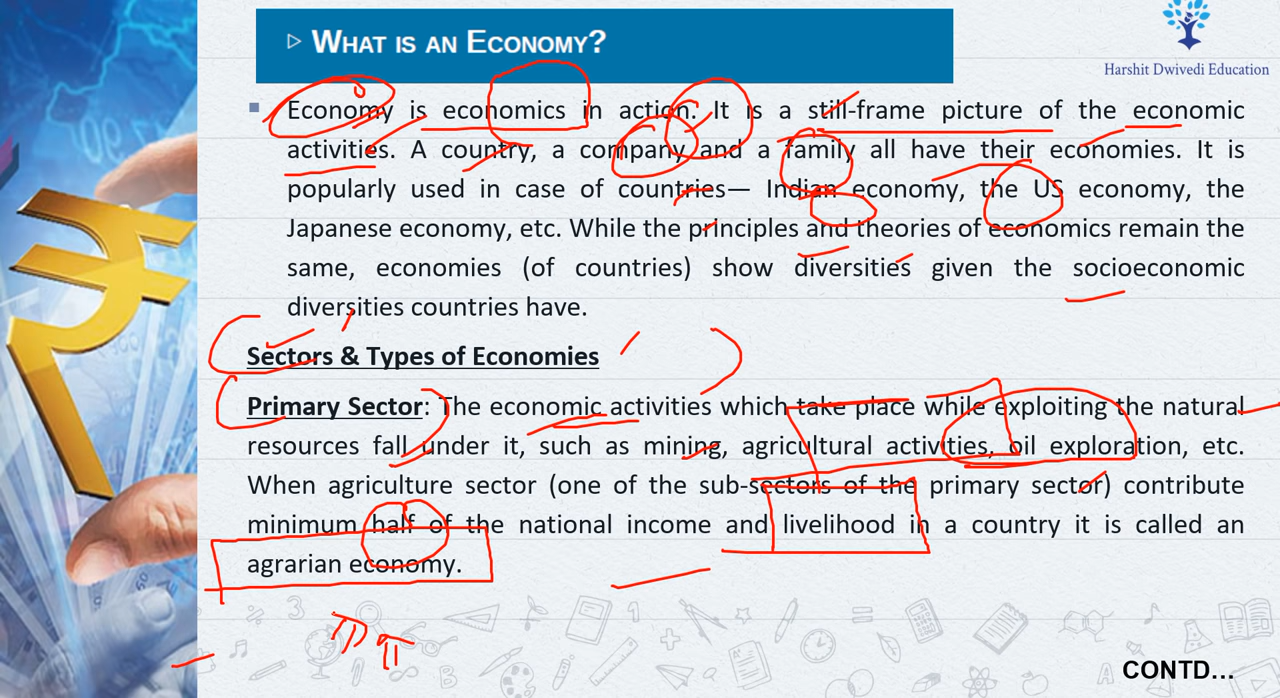 WHAT IS AN ECONOMY?
Harshit Dwivedi Education
Economy is economics in action. It is a still-frame picture of the economic
activities. A country, a company and a family all have their economies. It is
popularly used in case of countries— Indian economy, the US economy, the
Japanese economy, etc. While the principles and theories of economics remain the
same, economies (of countries) show diversities given the socioeconomic
diversities countries have.
Sectors & Types of Economies
Primary Sector: The economic activities which take place while exploiting the natural
resources fall under it, such as mining, agricultural activities, oil exploration, etc.
When agriculture sector (one of the sub-sectors of the primary sector) contribute
minimum half of the national income and livelihood in a country it is called an
agrarian economy.
CONTD...